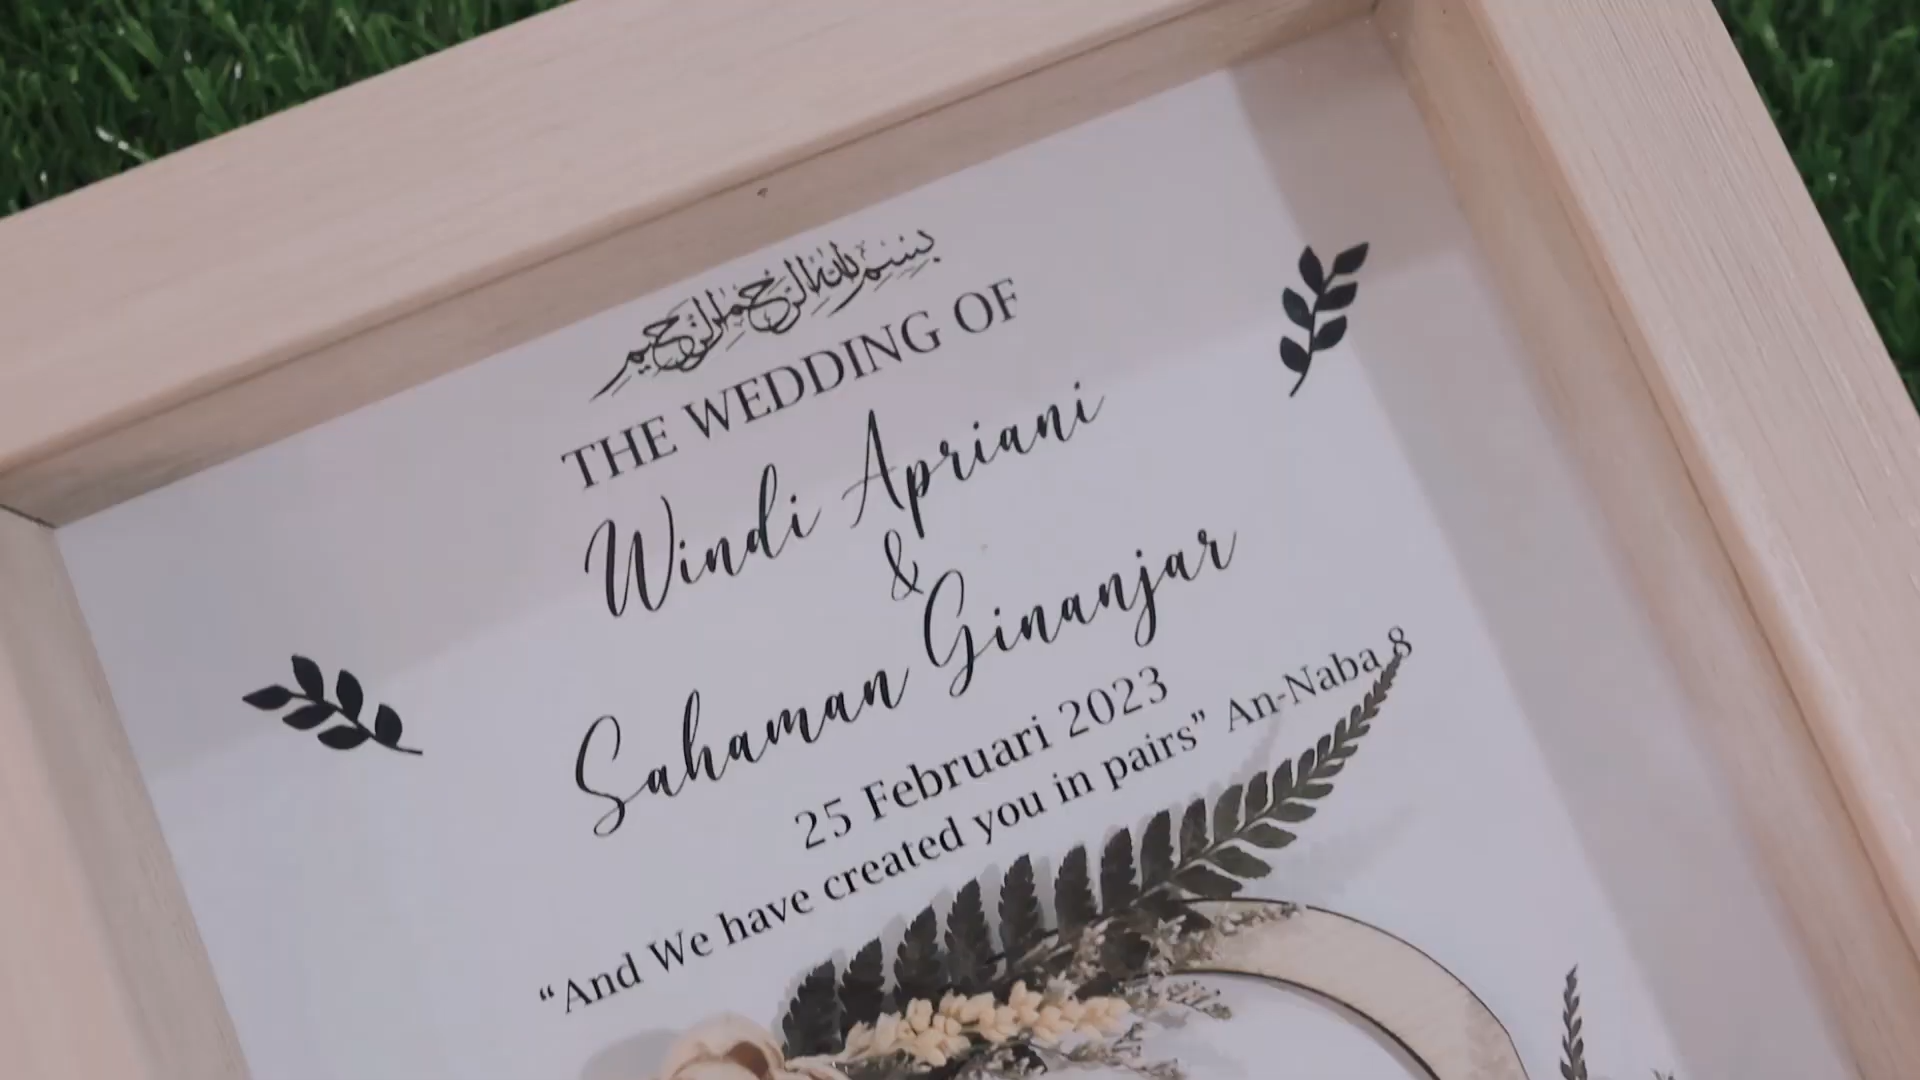 بسم الله الرحمن الرحيم
THE WEDDING OF
Windi Apriani
&
Sahaman Ginanjar
25 Februari 2023
“And We have created you in pairs” An-Naba 8